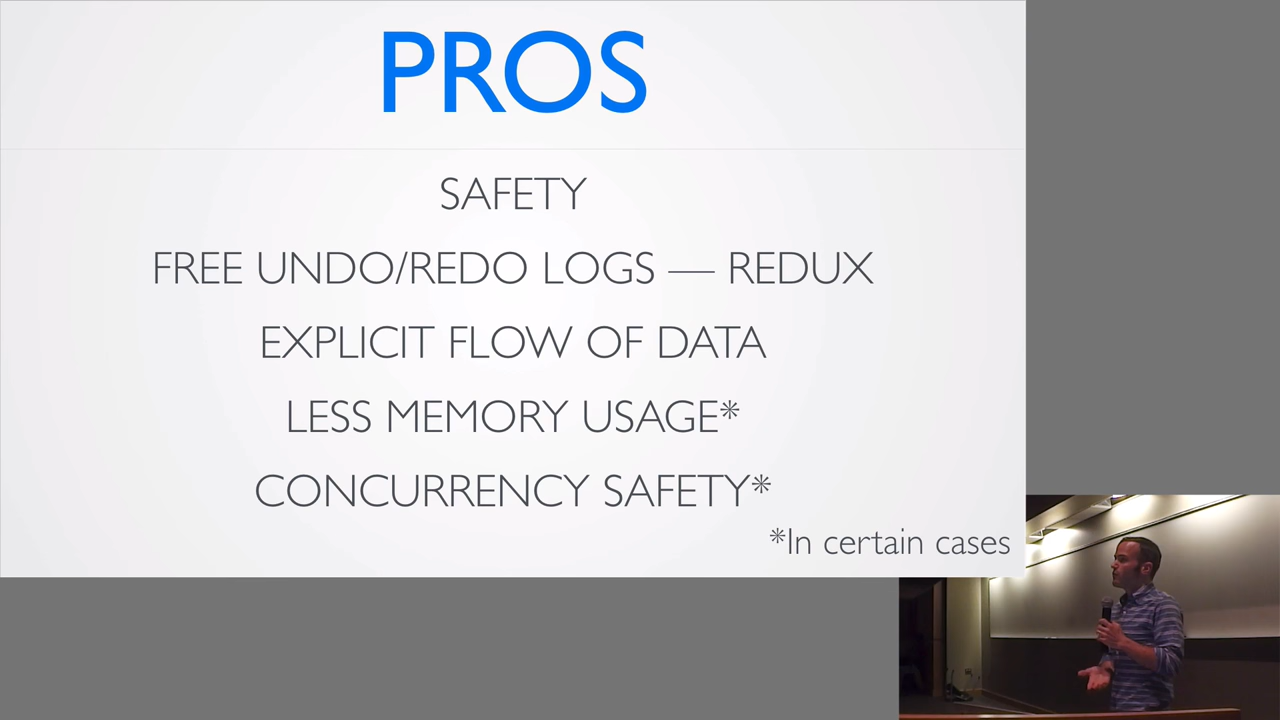 PROS
SAFETY
FREE UNDO/REDO LOGS — REDUX
EXPLICIT FLOW OF DATA
LESS MEMORY USAGE*
CONCURRENCY SAFETY*
*In certain cases